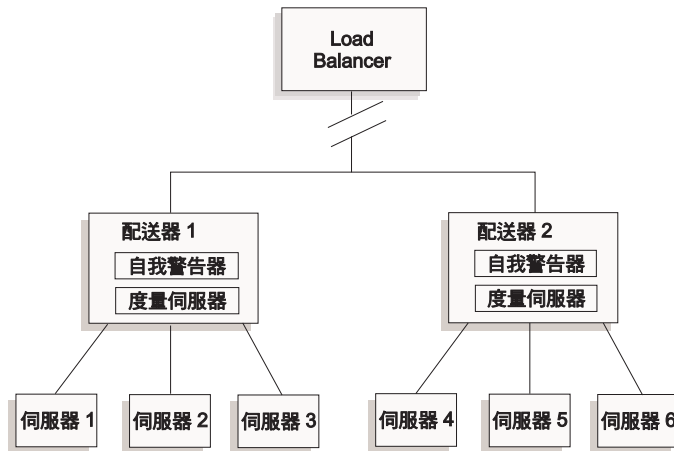 Load
Balancer
配送器 1
自我警告器
度量伺服器
配送器 2
自我警告器
度量伺服器
伺服器 1
伺服器 2
伺服器 3
伺服器 4
伺服器 5
伺服器 6